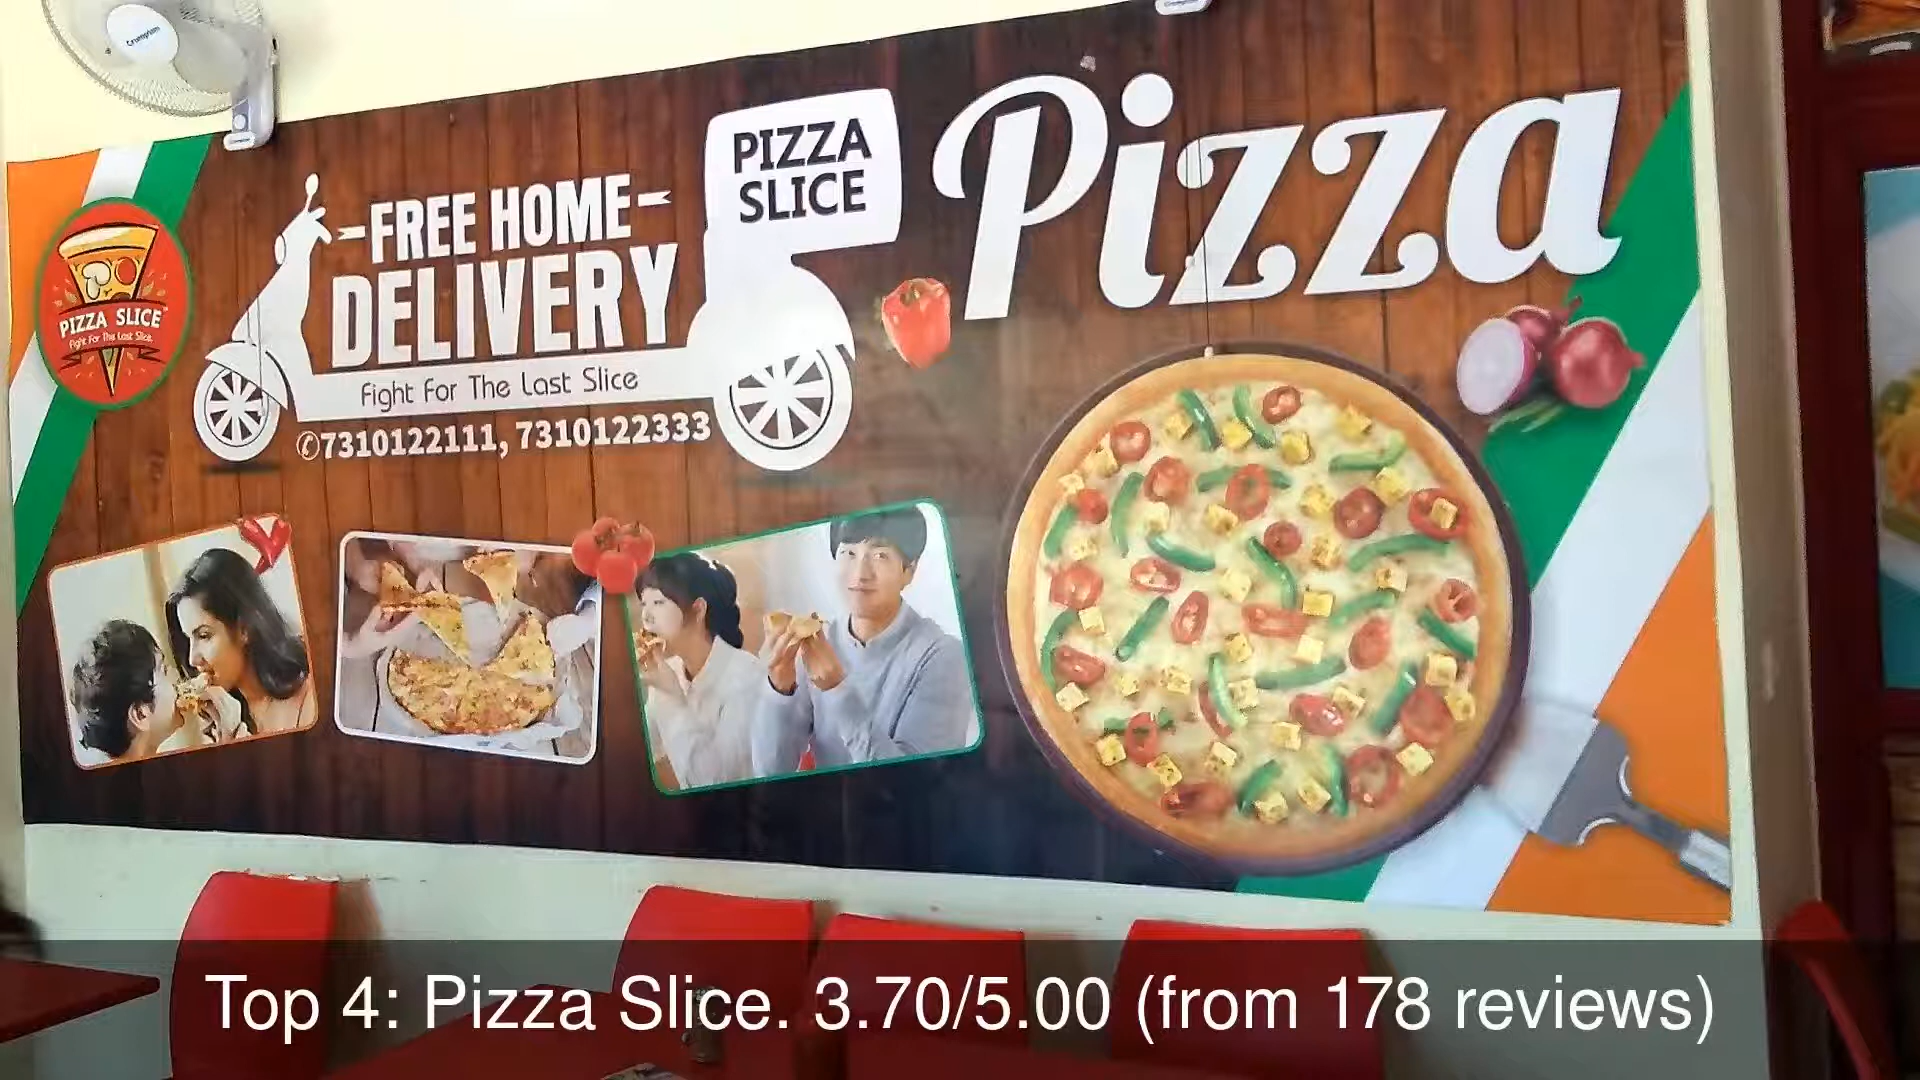 Crompton
PIZZA SLICE
Fight For The Last Slice
-FREE HOME-
DELIVERY
Fight For The Last Slice
✆7310122111, 7310122333
PIZZA
SLICE
Pizza
Top 4: Pizza Slice. 3.70/5.00 (from 178 reviews)